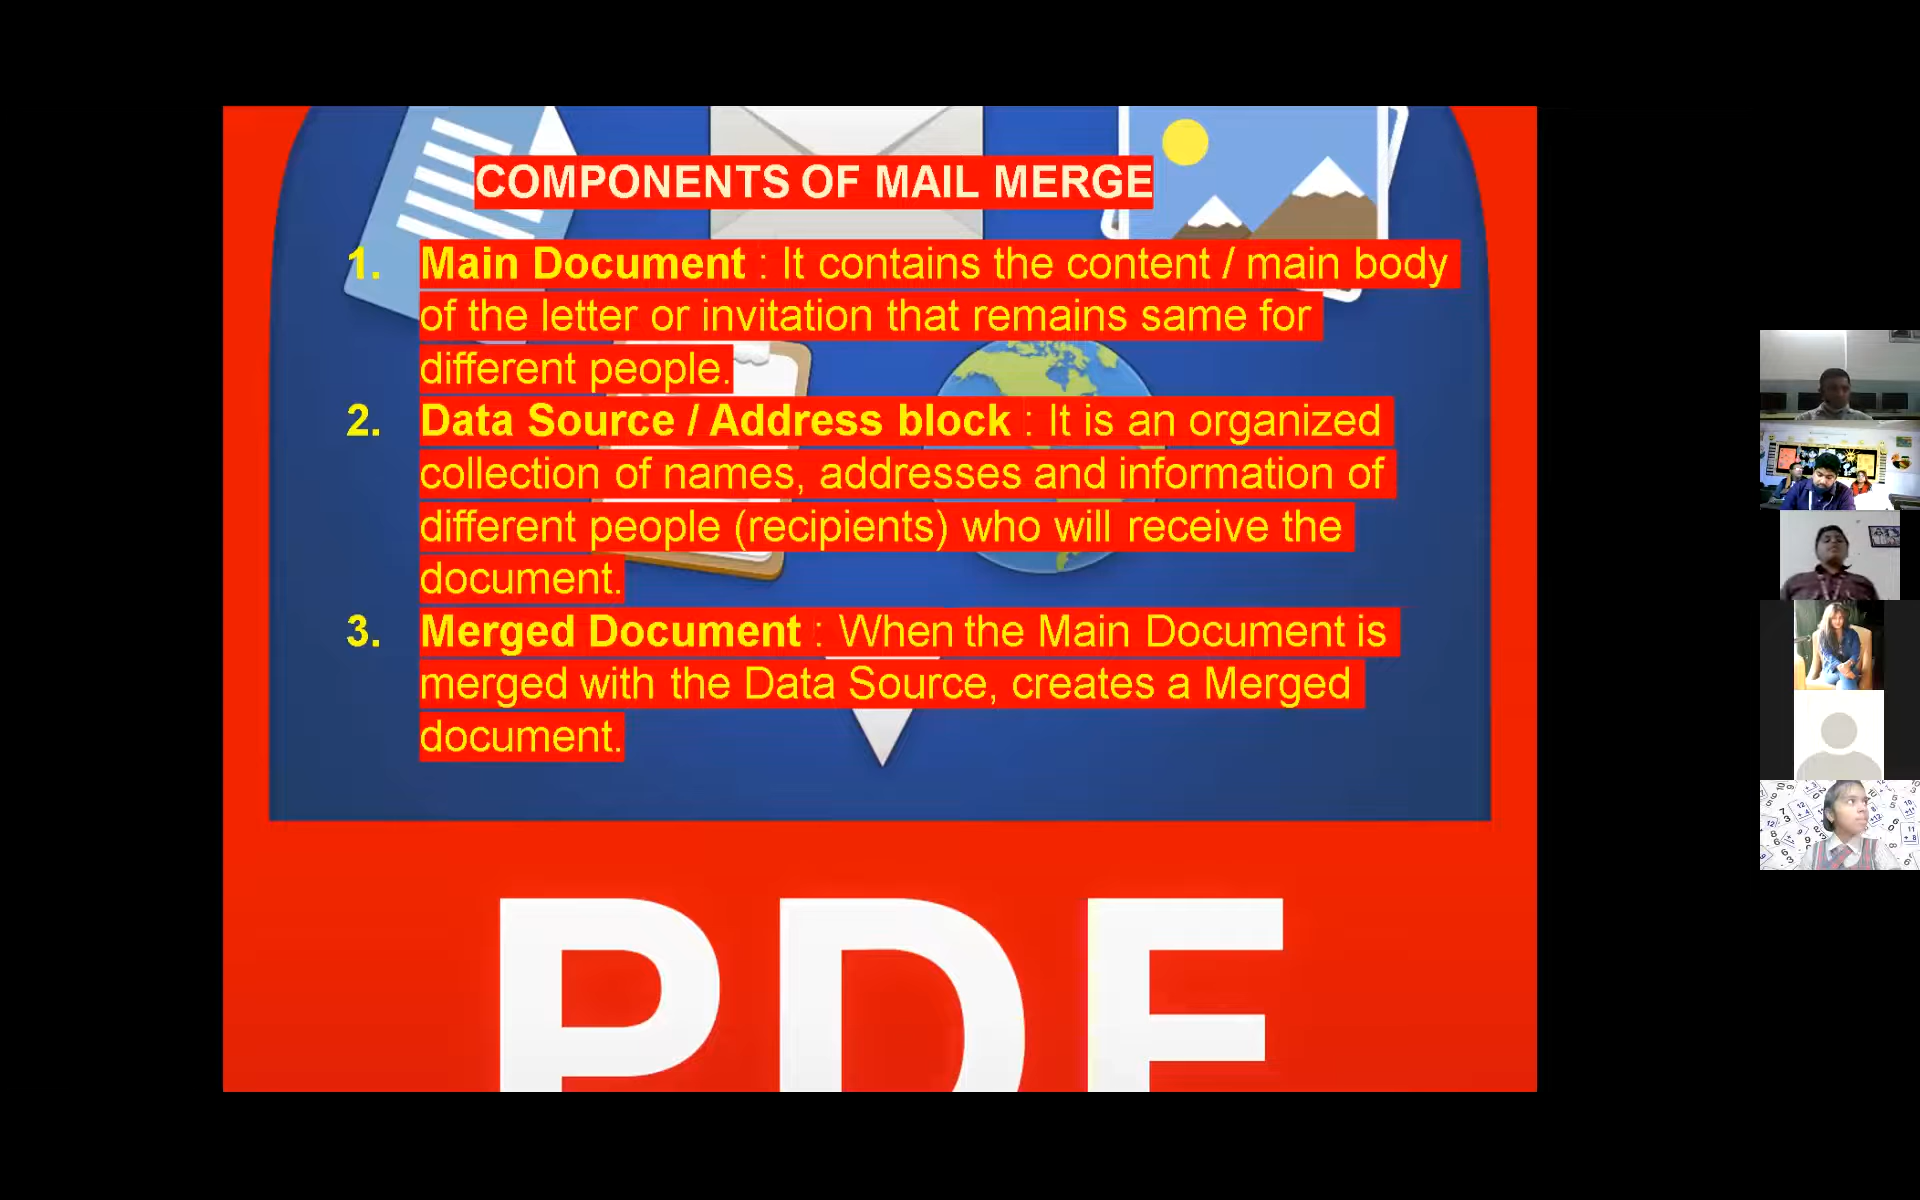 COMPONENTS OF MAIL MERGE
1. Main Document : It contains the content / main body
of the letter or invitation that remains same for
different people.
2. Data Source / Address block : It is an organized
collection of names, addresses and information of
different people (recipients) who will receive the
document.
3. Merged Document : When the Main Document is
merged with the Data Source, creates a Merged
document.
PDF